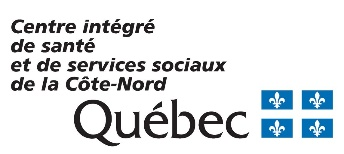 Centre intégré
de santé
et de services sociaux
de la Côte-Nord
Québec